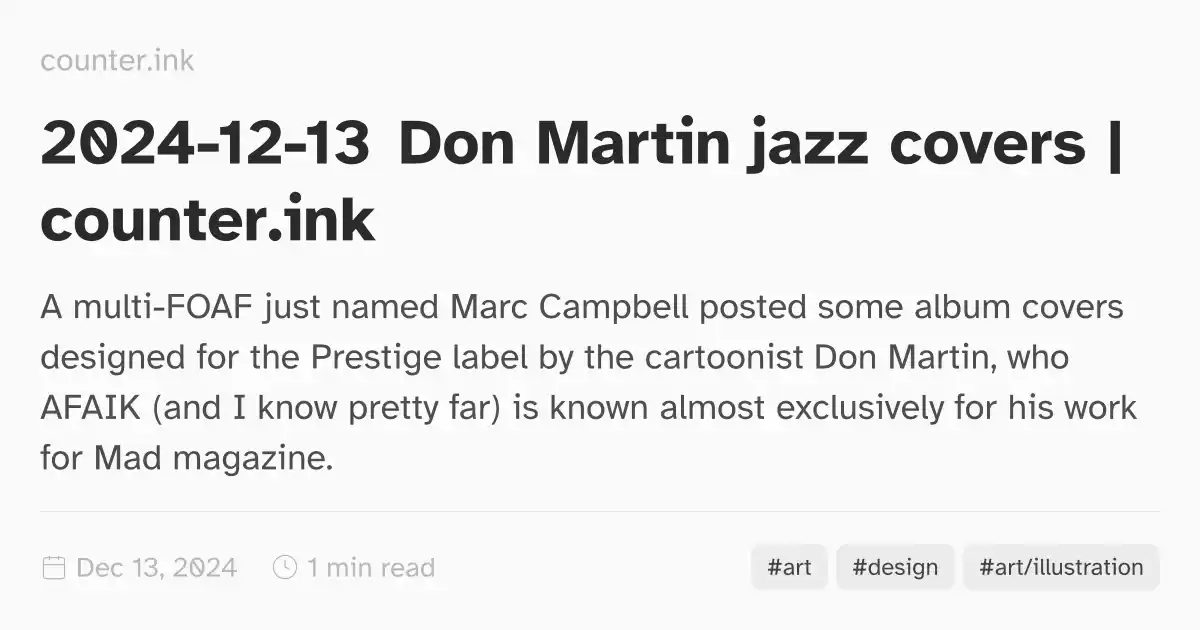 counter.ink
2024-12-13 Don Martin jazz covers |
counter.ink
A multi-FOAF just named Marc Campbell posted some album covers
designed for the Prestige label by the cartoonist Don Martin, who
AFAIK (and I know pretty far) is known almost exclusively for his work
for Mad magazine.
Dec 13, 2024 1 min read #art #design #art/illustration